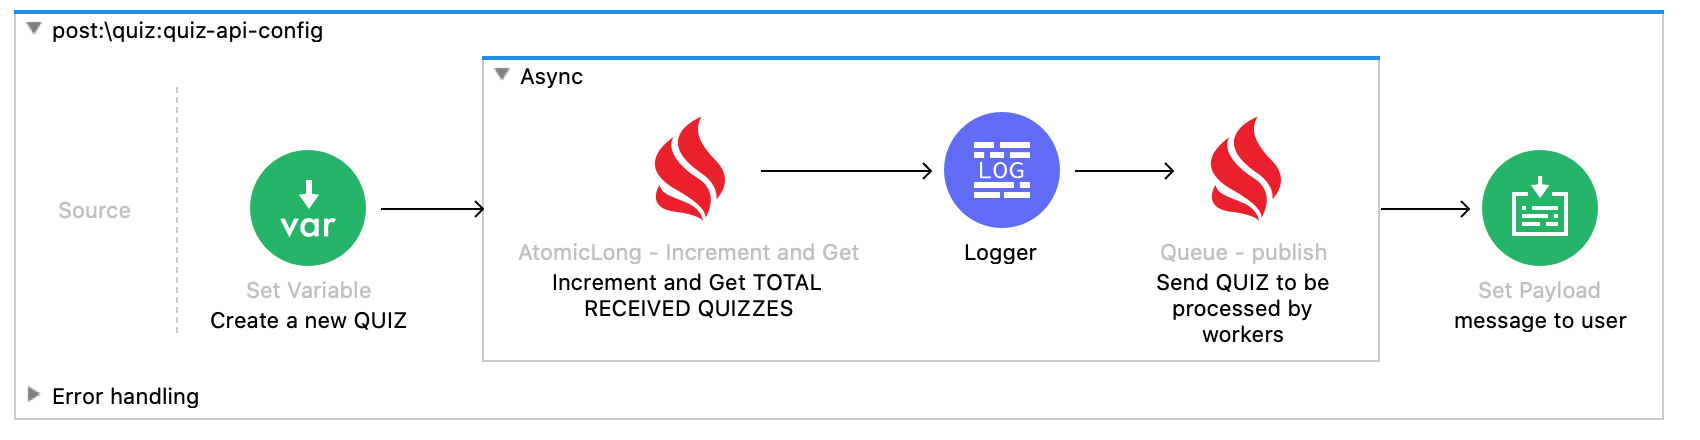 post:\quiz:quiz-api-config
Async
Source
var
Set Variable
Create a new QUIZ
AtomicLong - Increment and Get
Increment and Get TOTAL
RECEIVED QUIZZES
LOG
Logger
Queue - publish
Send QUIZ to be
processed by
workers
Set Payload
message to user
Error handling